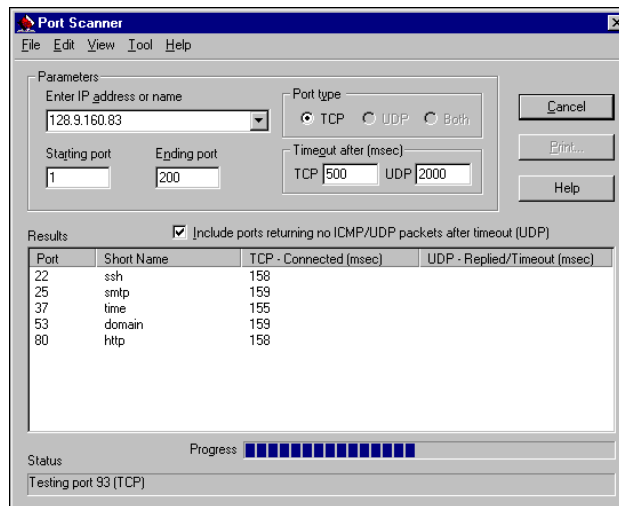 Port Scanner
File Edit View Tool Help
Parameters
Enter IP address or name
128.9.160.83
Port type
TCP UDP Both
Cancel
Starting port Ending port
1 200
Timeout after (msec)
TCP 500 UDP 2000
Print...
Help
Results
Include ports returning no ICMP/UDP packets after timeout (UDP)
Port Short Name TCP - Connected (msec) UDP - Replied/Timeout (msec)
22 ssh 158
25 smtp 159
37 time 155
53 domain 159
80 http 158
Progress
Status
Testing port 93 (TCP)